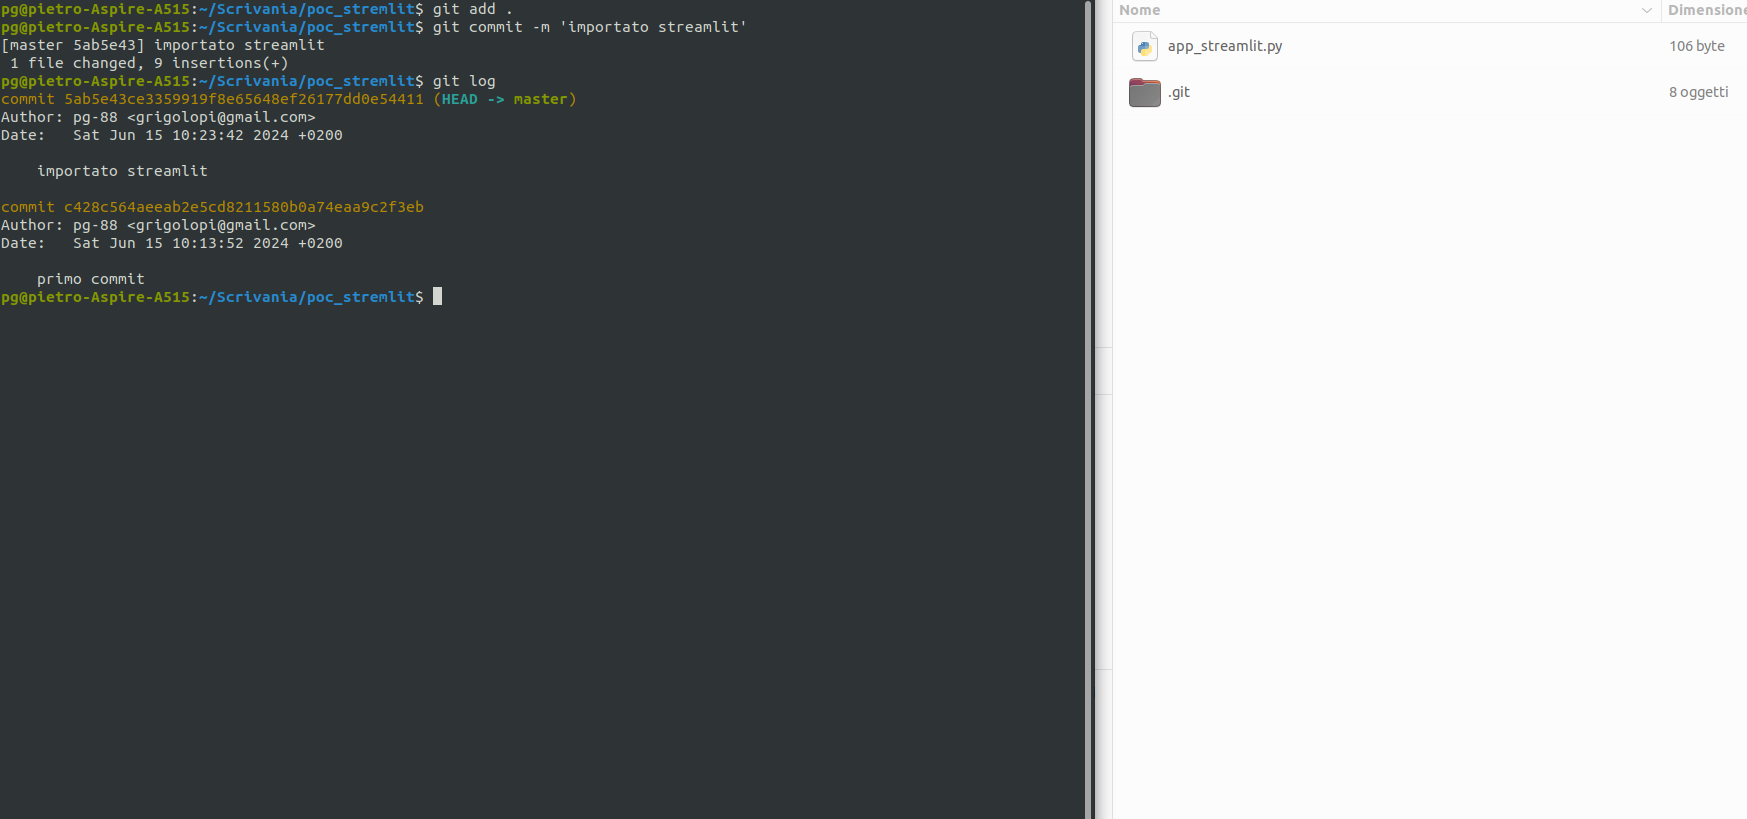 pg@pietro-Aspire-A515:~/Scrivania/poc_stremlit$ git add .
pg@pietro-Aspire-A515:~/Scrivania/poc_stremlit$ git commit -m 'importato streamlit'
[master 5ab5e43] importato streamlit
 1 file changed, 9 insertions(+)
pg@pietro-Aspire-A515:~/Scrivania/poc_stremlit$ git log
commit 5ab5e43ce3359919f8e65648ef26177dd0e54411 (HEAD -> master)
Author: pg-88 <grigolopi@gmail.com>
Date:   Sat Jun 15 10:23:42 2024 +0200

    importato streamlit

commit c428c564aeeab2e5cd8211580b0a74eaa9c2f3eb
Author: pg-88 <grigolopi@gmail.com>
Date:   Sat Jun 15 10:13:52 2024 +0200

    primo commit
pg@pietro-Aspire-A515:~/Scrivania/poc_stremlit$
Nome Dimensione
app_streamlit.py 106 byte
.git 8 oggetti